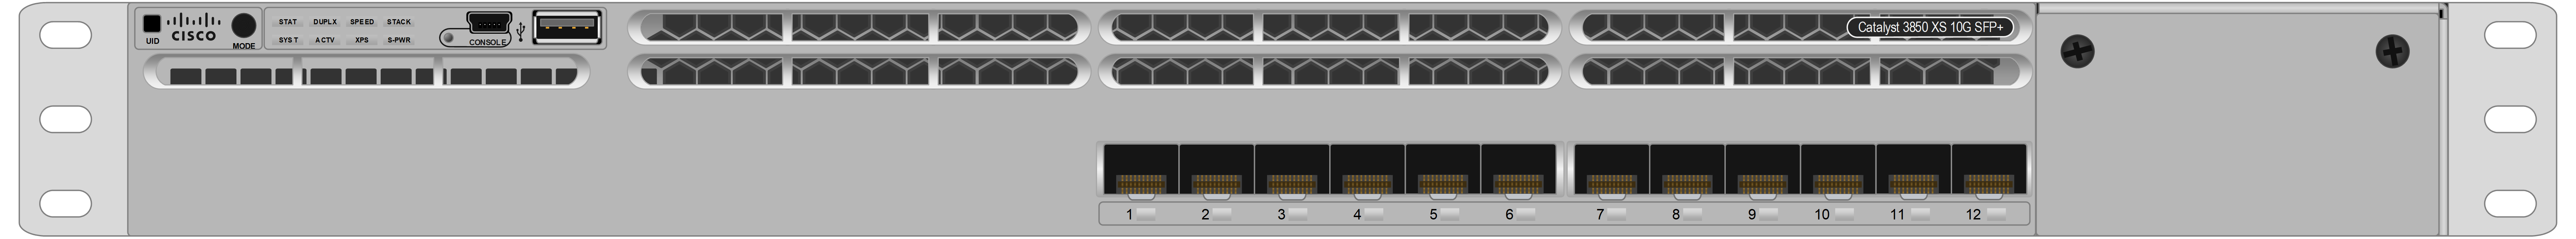 UID
CISCO
MODE
STAT DUPLX SPEED STACK
SYST ACTV XPS S-PWR
CONSOLE
Catalyst 3850 XS 10G SFP+
1 2 3 4 5 6 7 8 9 10 11 12